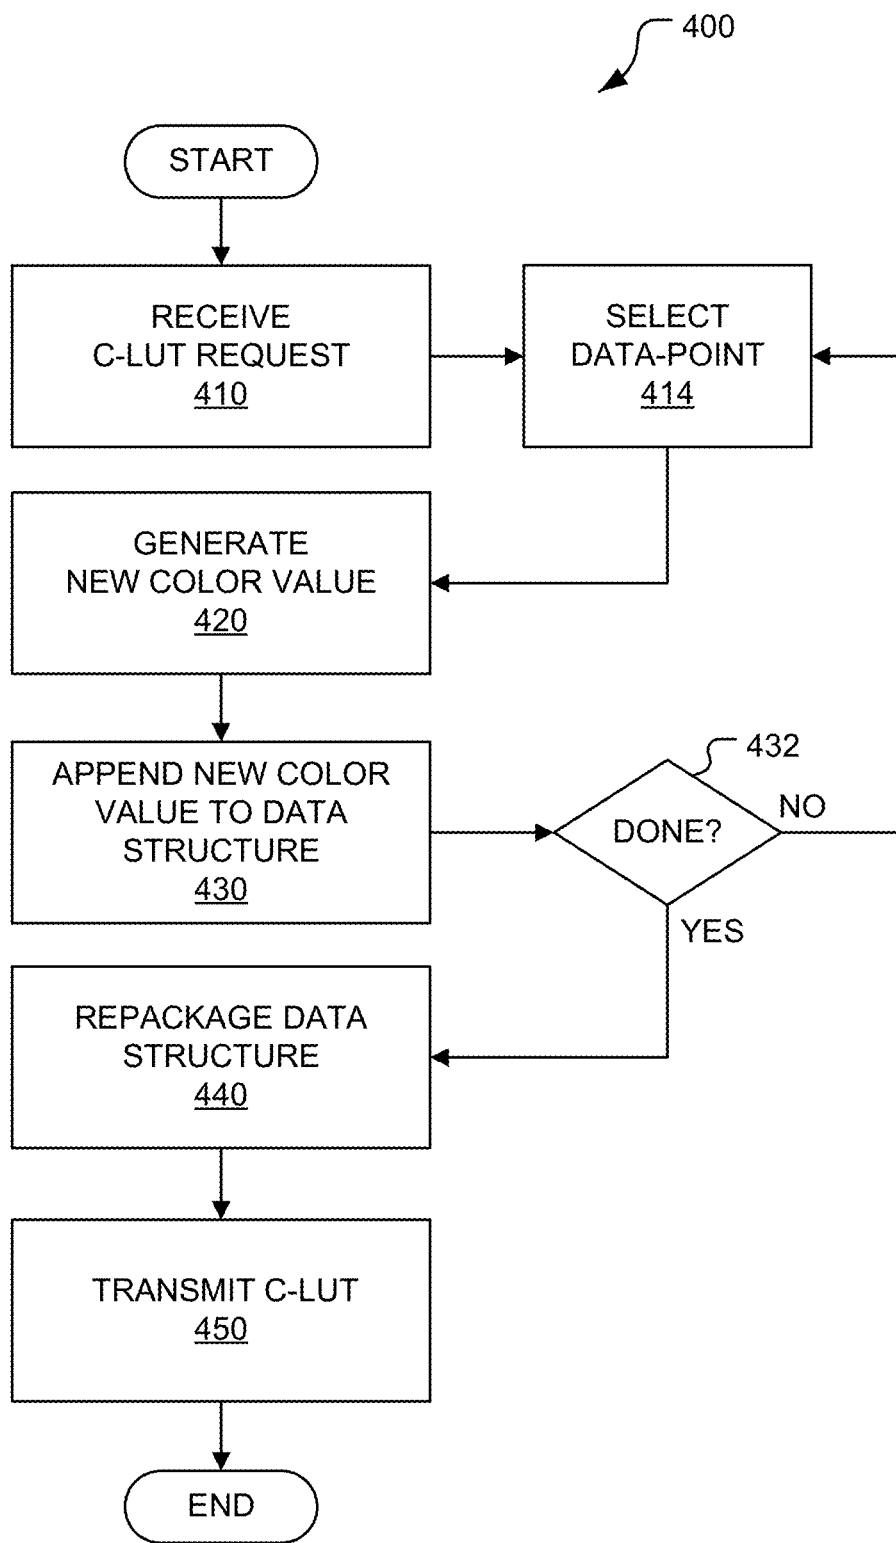 400
START
RECEIVE
C-LUT REQUEST
410
SELECT
DATA-POINT
414
GENERATE
NEW COLOR VALUE
420
APPEND NEW COLOR
VALUE TO DATA
STRUCTURE
430
432
DONE?
NO
YES
REPACKAGE DATA
STRUCTURE
440
TRANSMIT C-LUT
450
END